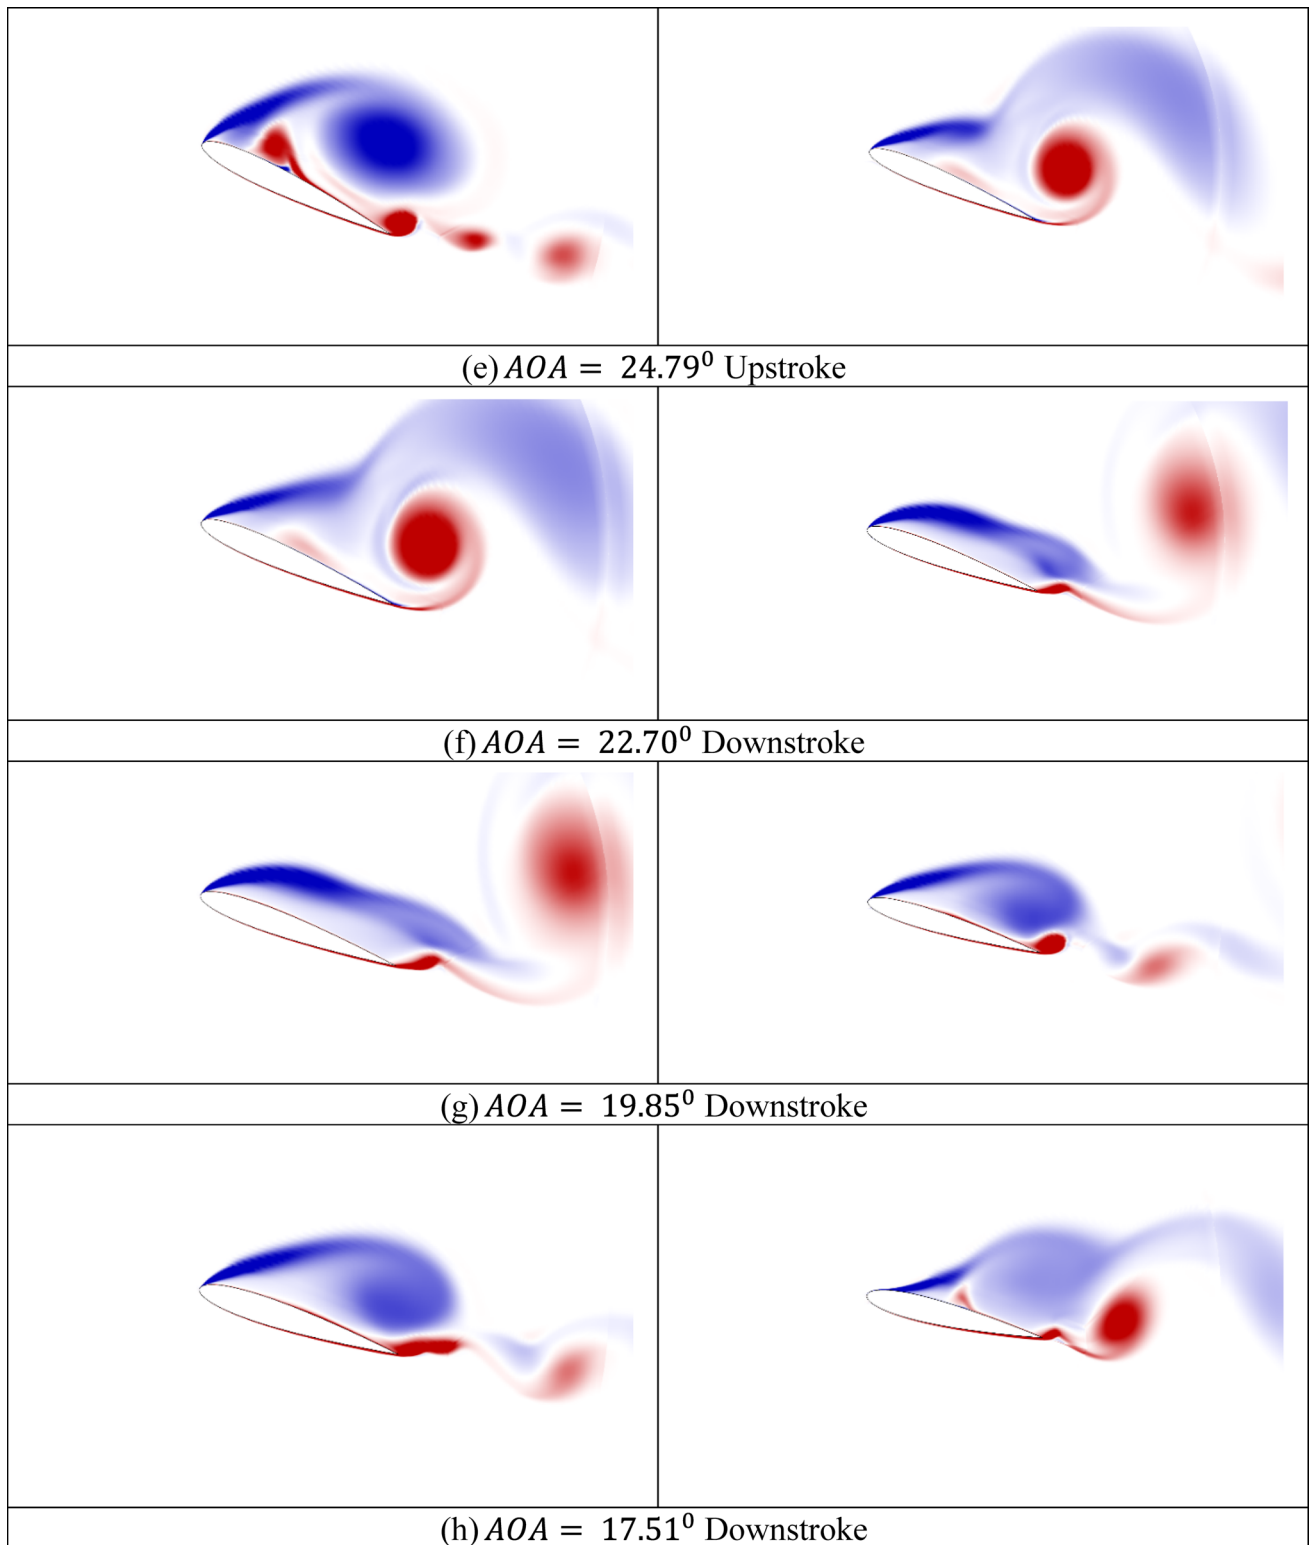 (e) AOA = 24.79⁰ Upstroke
(f) AOA = 22.70⁰ Downstroke
(g) AOA = 19.85⁰ Downstroke
(h) AOA = 17.51⁰ Downstroke